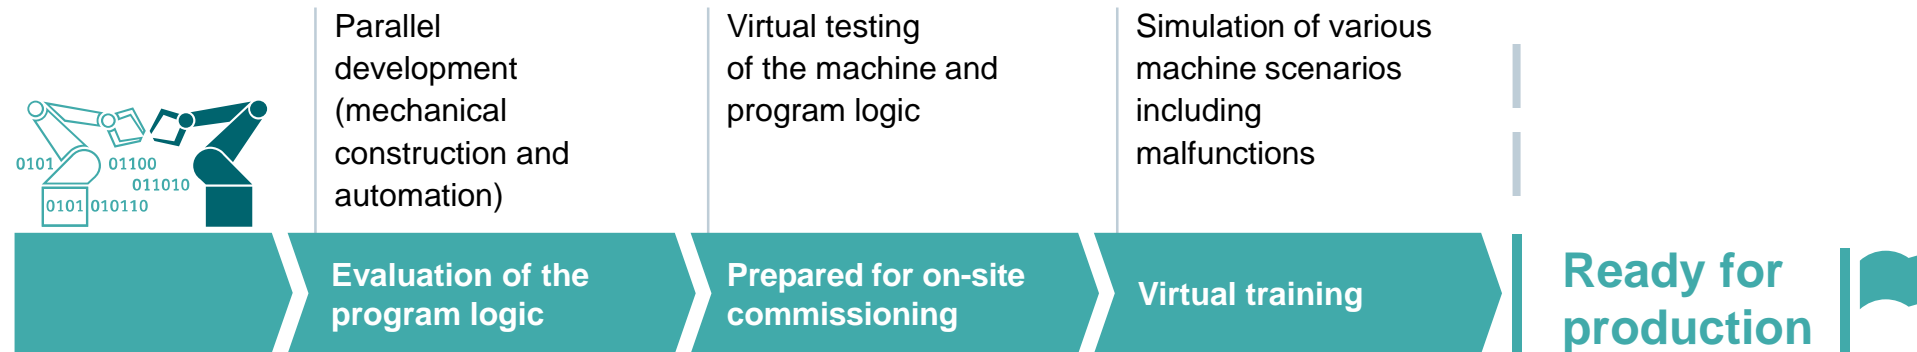 0101
01100
011010
0101 010110
Parallel
development
(mechanical
construction and
automation)
Virtual testing
of the machine and
program logic
Simulation of various
machine scenarios
including
malfunctions
Evaluation of the
program logic
Prepared for on-site
commissioning
Virtual training
Ready for
production